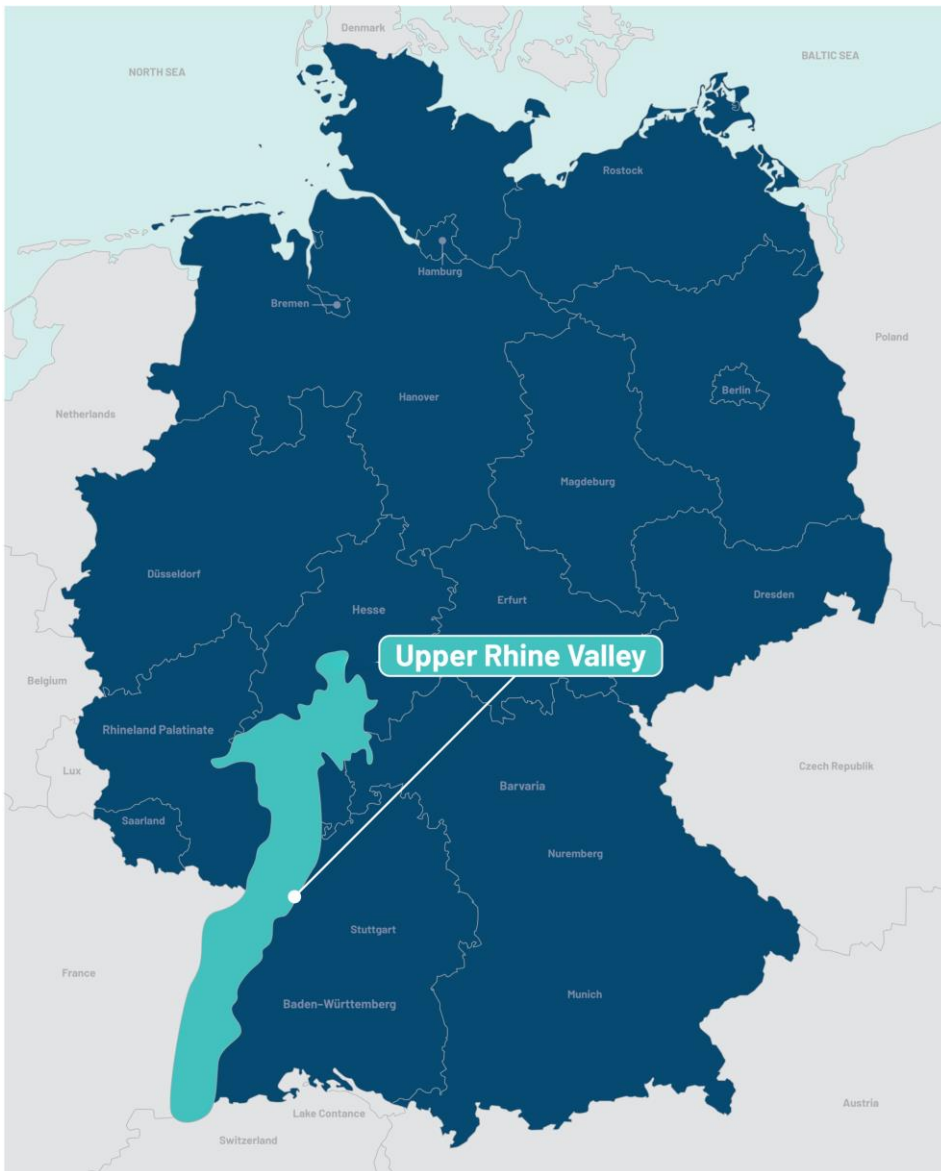 Denmark
BALTIC SEA
NORTH SEA
Rostock
Hamburg
Bremen
Poland
Berlin
Hanover
Netherlands
Magdeburg
Düsseldorf
Dresden
Erfurt
Hesse
Upper Rhine Valley
Belgium
Rhineland Palatinate
Czech Republik
Lux
Barvaria
Saarland
Nuremberg
Stuttgart
France
Munich
Baden-Württemberg
Austria
Lake Contance
Switzerland